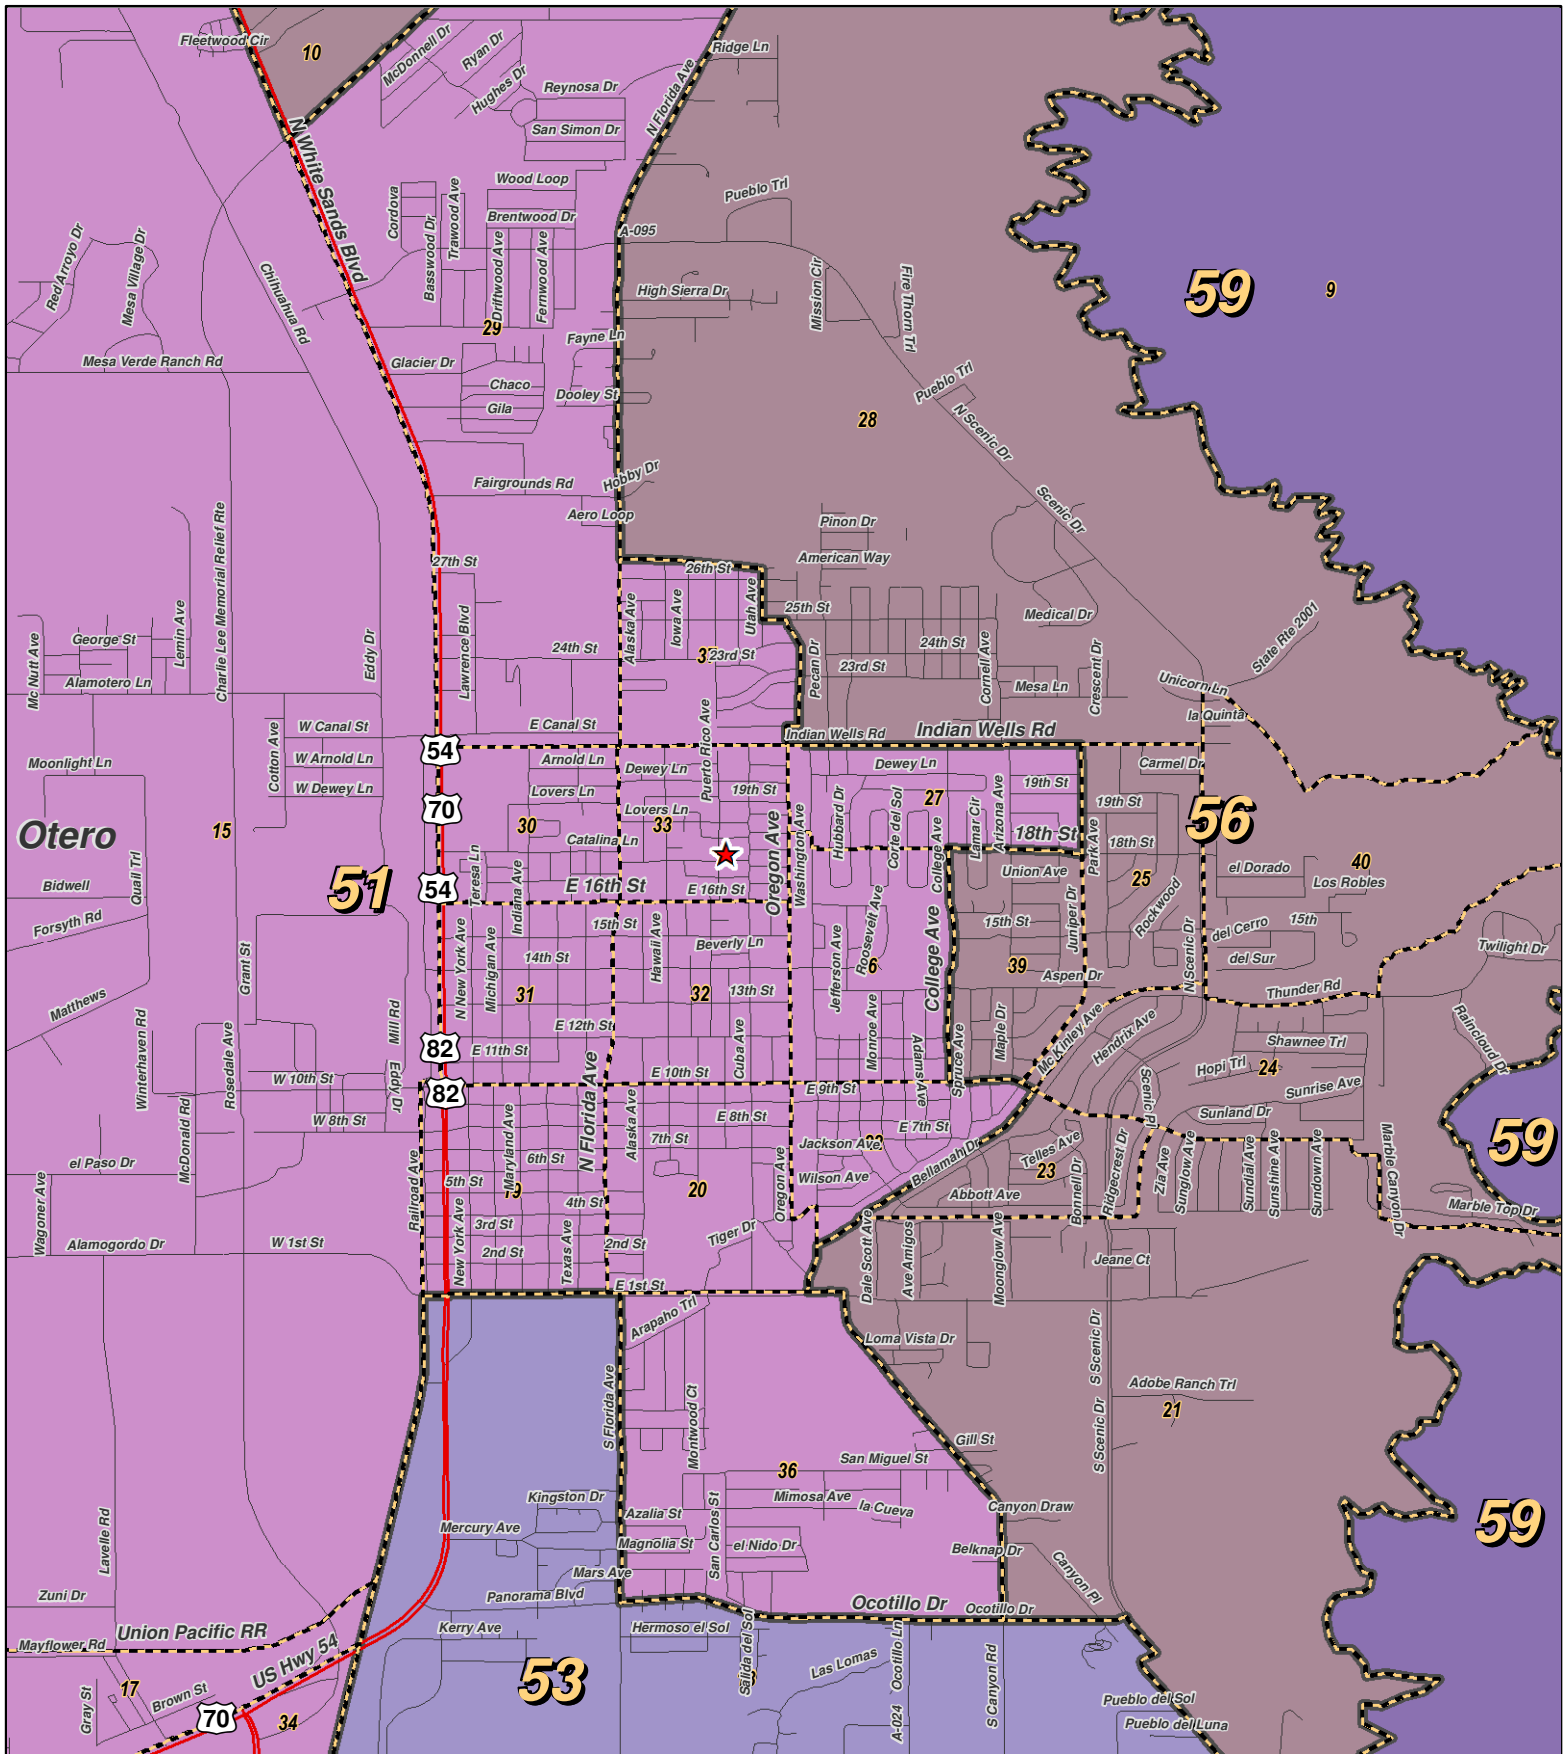 Fleetwood Cir
10
McDonnell Dr
Ryan Dr
Hughes Dr
Reynosa Dr
San Simon Dr
N Florida Ave
Ridge Ln
N White Sands Blvd
Wood Loop
Brentwood Dr
Cordova
Basswood Dr
Trawood Ave
Driftwood Ave
Fernwood Ave
Pueblo Trl
A-095
Red Arroyo Dr
Mesa Village Dr
Chihuahua Rd
High Sierra Dr
Mission Cir
Fire Thorn Trl
59
9
29
Fayne Ln
Mesa Verde Ranch Rd
Glacier Dr
Chaco
Gila
Dooley St
Pueblo Trl
N Scenic Dr
28
Fairgrounds Rd
Hobby Dr
Aero Loop
Scenic Dr
Pinon Dr
American Way
Charlie Lee Memorial Relief Rte
27th St
26th St
Utah Ave
25th St
Medical Dr
State Rte 2001
Mc Nutt Ave
George St
Lemin Ave
Eddy Dr
Lawrence Blvd
24th St
Alaska Ave
Iowa Ave
23rd St
Pecan Dr
23rd St
24th St
Cornell Ave
Mesa Ln
Crescent Dr
Unicorn Ln
la Quinta
Alamotero Ln
W Canal St
E Canal St
Puerto Rico Ave
Indian Wells Rd
Indian Wells Rd
54
Moonlight Ln
Cotton Ave
W Arnold Ln
W Dewey Ln
Arnold Ln
Dewey Ln
Dewey Ln
Carmel Dr
70
Lovers Ln
Lovers Ln
19th St
19th St
19th St
Otero
15
30
33
27
56
Catalina Ln
Oregon Ave
Washington Ave
Hubbard Dr
Corte del Sol
College Ave
Lamar Cir
Arizona Ave
18th St
Park Ave
18th St
40
Bidwell
Quail Trl
51
54
Teresa Ln
Indiana Ave
E 16th St
E 16th St
Union Ave
25
el Dorado
Los Robles
Forsyth Rd
Grant St
N New York Ave
Michigan Ave
15th St
Hawaii Ave
Beverly Ln
Jefferson Ave
Roosevelt Ave
6
College Ave
15th St
Juniper Dr
Rockwood
N Scenic Dr
del Cerro
15th
del Sur
Twilight Dr
14th St
39
Aspen Dr
Matthews
31
32
13th St
Thunder Rd
Winterhaven Rd
Rosedale Ave
Mill Rd
82
E 12th St
E 11th St
Cuba Ave
Monroe Ave
Adams Ave
Spruce Ave
Maple Dr
Mc Kinley Ave
Hendrix Ave
Shawnee Trl
Raincloud Dr
Hopi Trl
24
W 10th St
E 10th St
Eddy Dr
82
E 9th St
Scenic Pl
Sunrise Ave
McDonald Rd
W 8th St
Maryland Ave
N Florida Ave
Alaska Ave
E 8th St
E 7th St
Sunland Dr
7th St
Jackson Ave
59
el Paso Dr
6th St
Bellamah Dr
Telles Ave
23
Wilson Ave
Railroad Ave
5th St
19
20
Oregon Ave
Abbott Ave
Bonnell Dr
Ridgecrest Dr
Zia Ave
Sunglow Ave
Sundial Ave
Sunshine Ave
Sundown Ave
Marble Canyon Dr
Marble Top Dr
Wagoner Ave
4th St
3rd St
New York Ave
Texas Ave
2nd St
2nd St
Tiger Dr
Dale Scott Ave
Ave Amigos
Moonglow Ave
Jeane Ct
Alamogordo Dr
W 1st St
E 1st St
Arapaho Trl
Loma Vista Dr
S Scenic Dr
S Florida Ave
Montwood Ct
Adobe Ranch Trl
21
S Scenic Dr
Gill St
San Miguel St
36
Mimosa Ave
la Cueva
Canyon Draw
59
Lavelle Rd
Kingston Dr
Azalia St
San Carlos St
Mercury Ave
Magnolia St
el Nido Dr
Belknap Dr
Canyon Pl
Mars Ave
Zuni Dr
Panorama Blvd
Ocotillo Dr
Ocotillo Dr
Union Pacific RR
Mayflower Rd
Kerry Ave
Hermoso el Sol
Salida del Sol
US Hwy 54
53
Las Lomas
Ocotillo Ln
S Canyon Rd
17
Gray St
Brown St
70
34
A-024
Pueblo del Sol
Pueblo del Luna